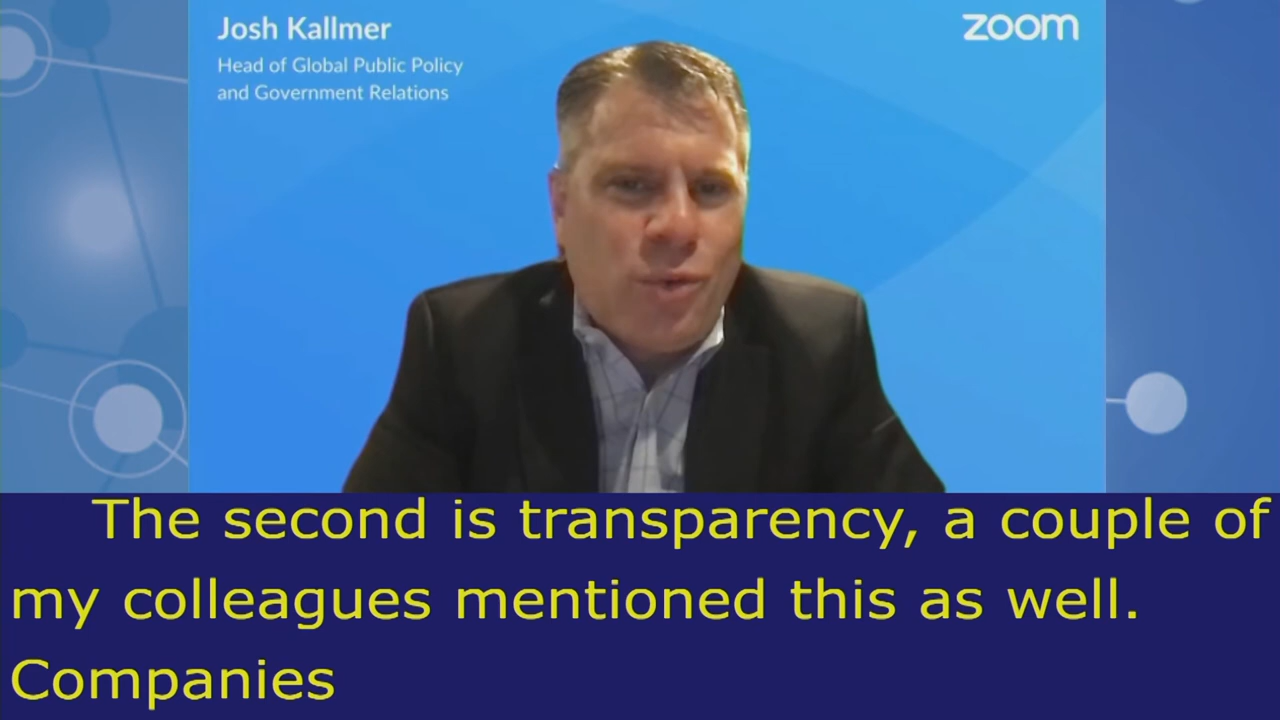 Josh Kallmer
zoom
Head of Global Public Policy
and Government Relations
The second is transparency, a couple of
my colleagues mentioned this as well.
Companies